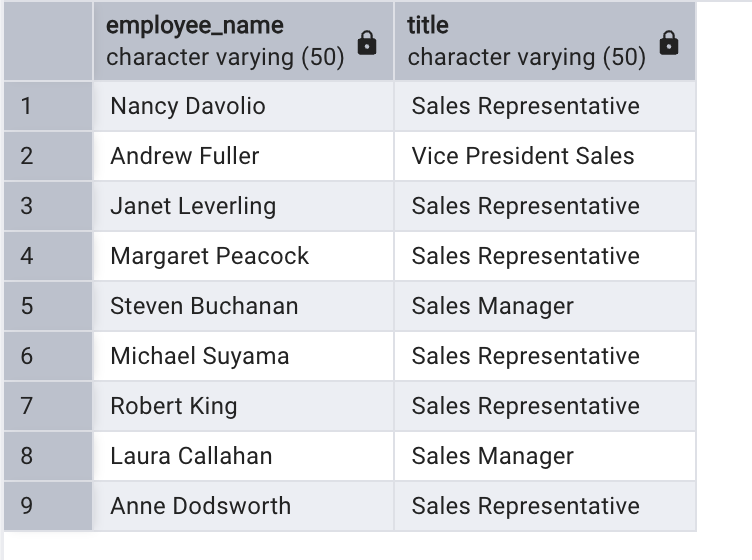 employee_name title
character varying (50) character varying (50)
1 Nancy Davolio Sales Representative
2 Andrew Fuller Vice President Sales
3 Janet Leverling Sales Representative
4 Margaret Peacock Sales Representative
5 Steven Buchanan Sales Manager
6 Michael Suyama Sales Representative
7 Robert King Sales Representative
8 Laura Callahan Sales Manager
9 Anne Dodsworth Sales Representative